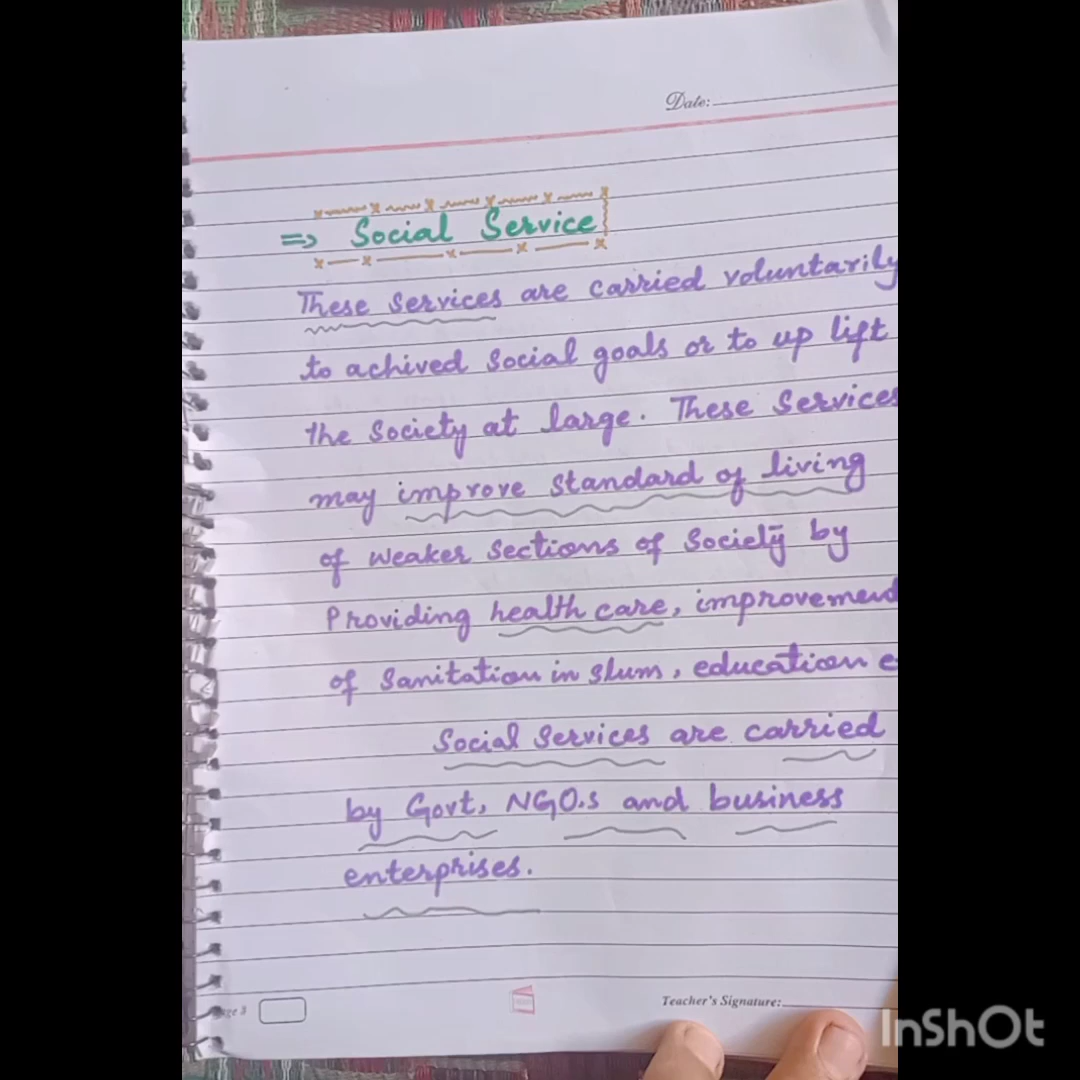 Date:
=> Social Service
These services are carried voluntarily
to achived social goals or to up lift
the society at large. These services
may improve standard of living
of weaker sections of society by
Providing health care, improvemen
of sanitation in slum, education e
Social services are carried
by Govt, NGO.s and business
enterprises.
Teacher's Signature:
InShOt